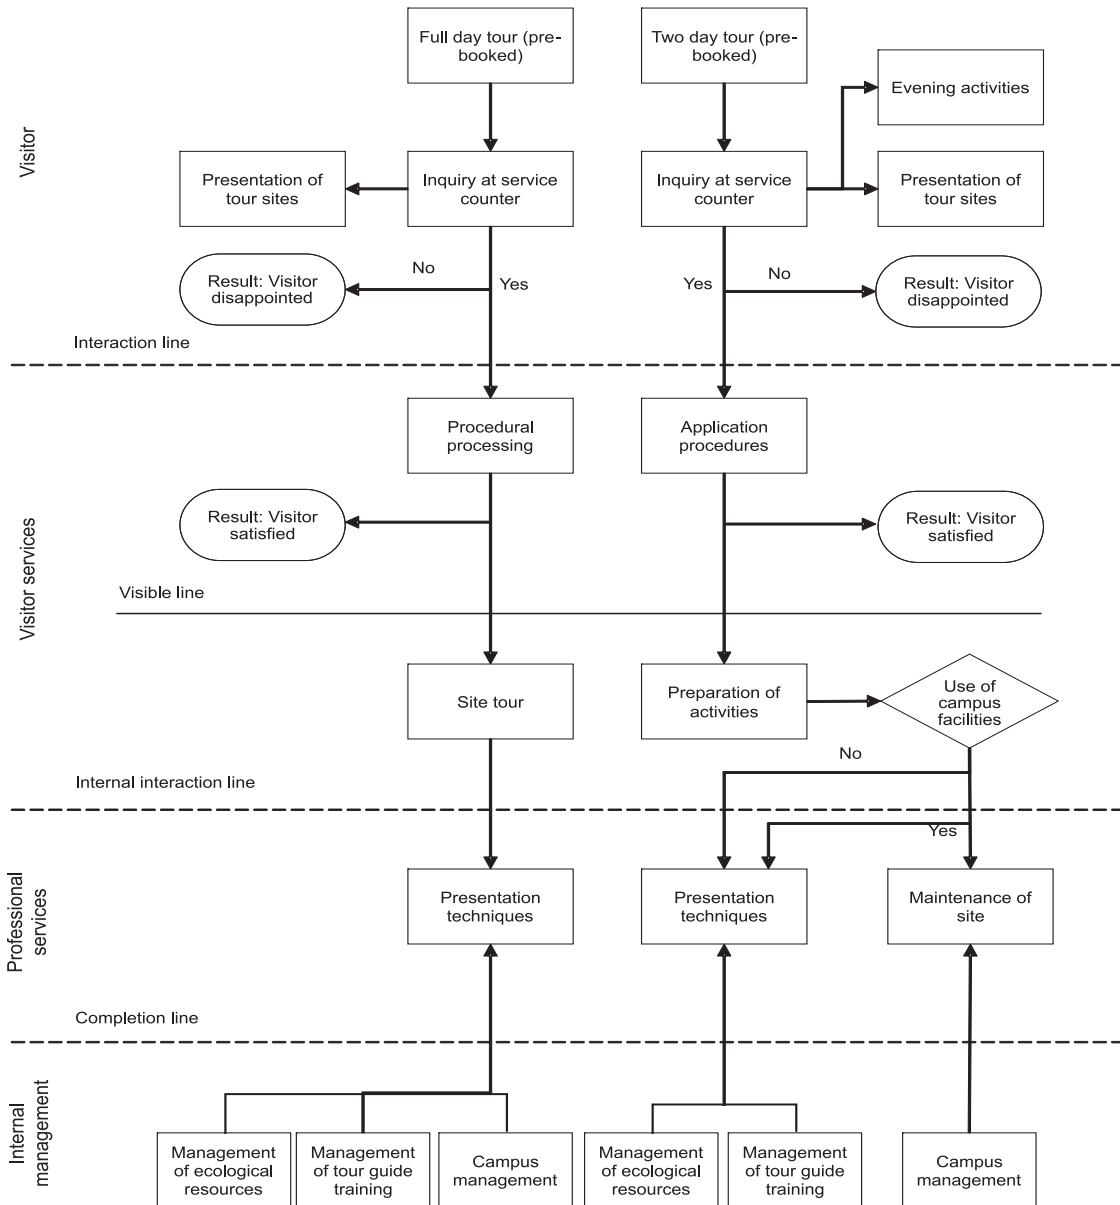 Full day tour (pre-
booked)
Two day tour (pre-
booked)
Evening activities
Visitor
Presentation of
tour sites
Inquiry at service
counter
Inquiry at service
counter
Presentation of
tour sites
No
Yes
Result: Visitor
disappointed
Yes
No
Result: Visitor
disappointed
Interaction line
Procedural
processing
Application
procedures
Visitor services
Result: Visitor
satisfied
Result: Visitor
satisfied
Visible line
Site tour
Preparation of
activities
Use of
campus
facilities
No
Internal interaction line
Yes
Professional
services
Presentation
techniques
Presentation
techniques
Maintenance of
site
Completion line
Internal
management
Management
of ecological
resources
Management
of tour guide
training
Campus
management
Management
of ecological
resources
Management
of tour guide
training
Campus
management